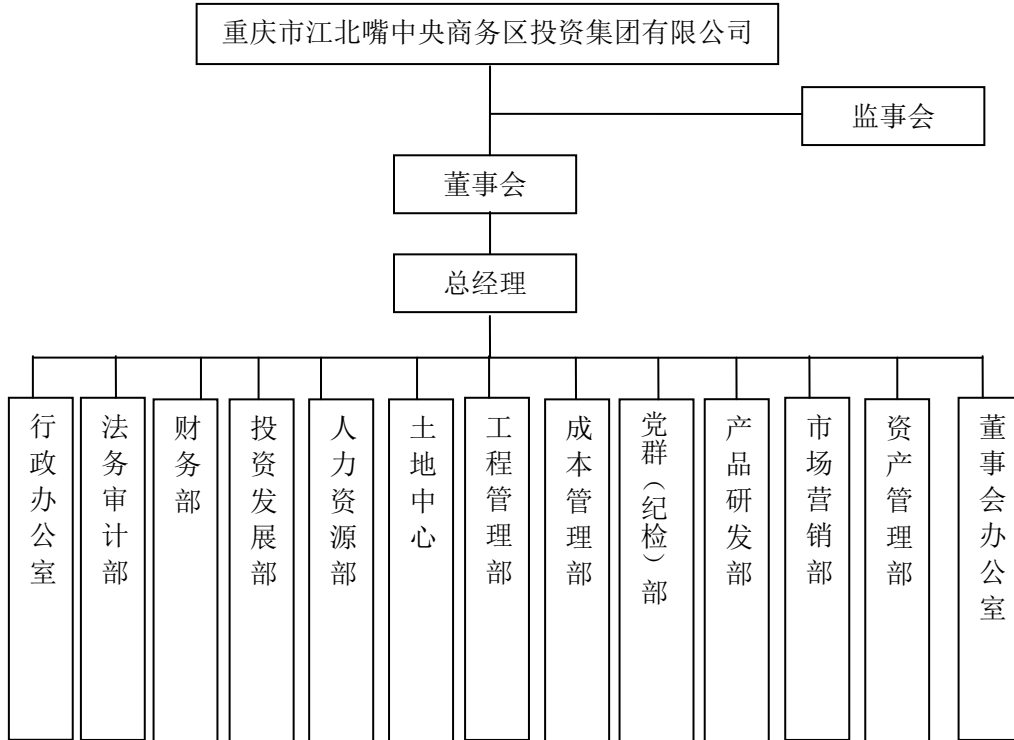 重庆市江北嘴中央商务区投资集团有限公司
监事会
董事会
总经理
行政办公室
法务审计部
财务部
投资发展部
人力资源部
土地中心
工程管理部
成本管理部
党群（纪检）部
产品研发部
市场营销部
资产管理部
董事会办公室